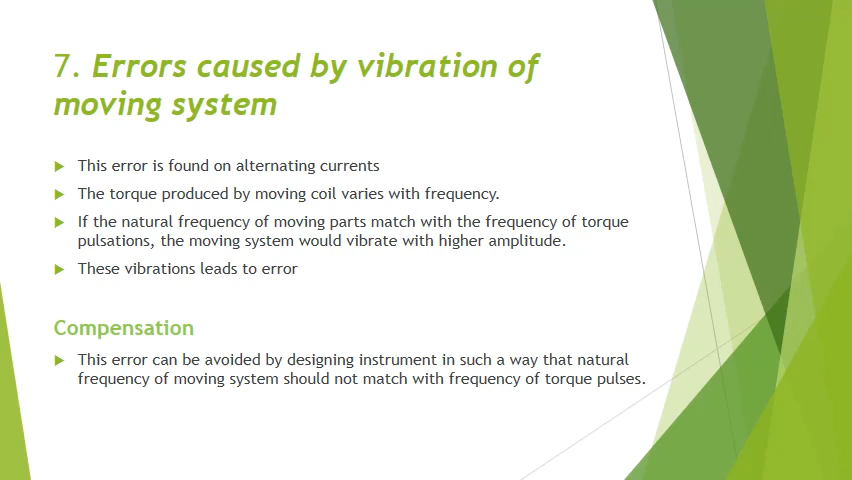 7. Errors caused by vibration of
moving system
This error is found on alternating currents
The torque produced by moving coil varies with frequency.
If the natural frequency of moving parts match with the frequency of torque
pulsations, the moving system would vibrate with higher amplitude.
These vibrations leads to error
Compensation
This error can be avoided by designing instrument in such a way that natural
frequency of moving system should not match with frequency of torque pulses.